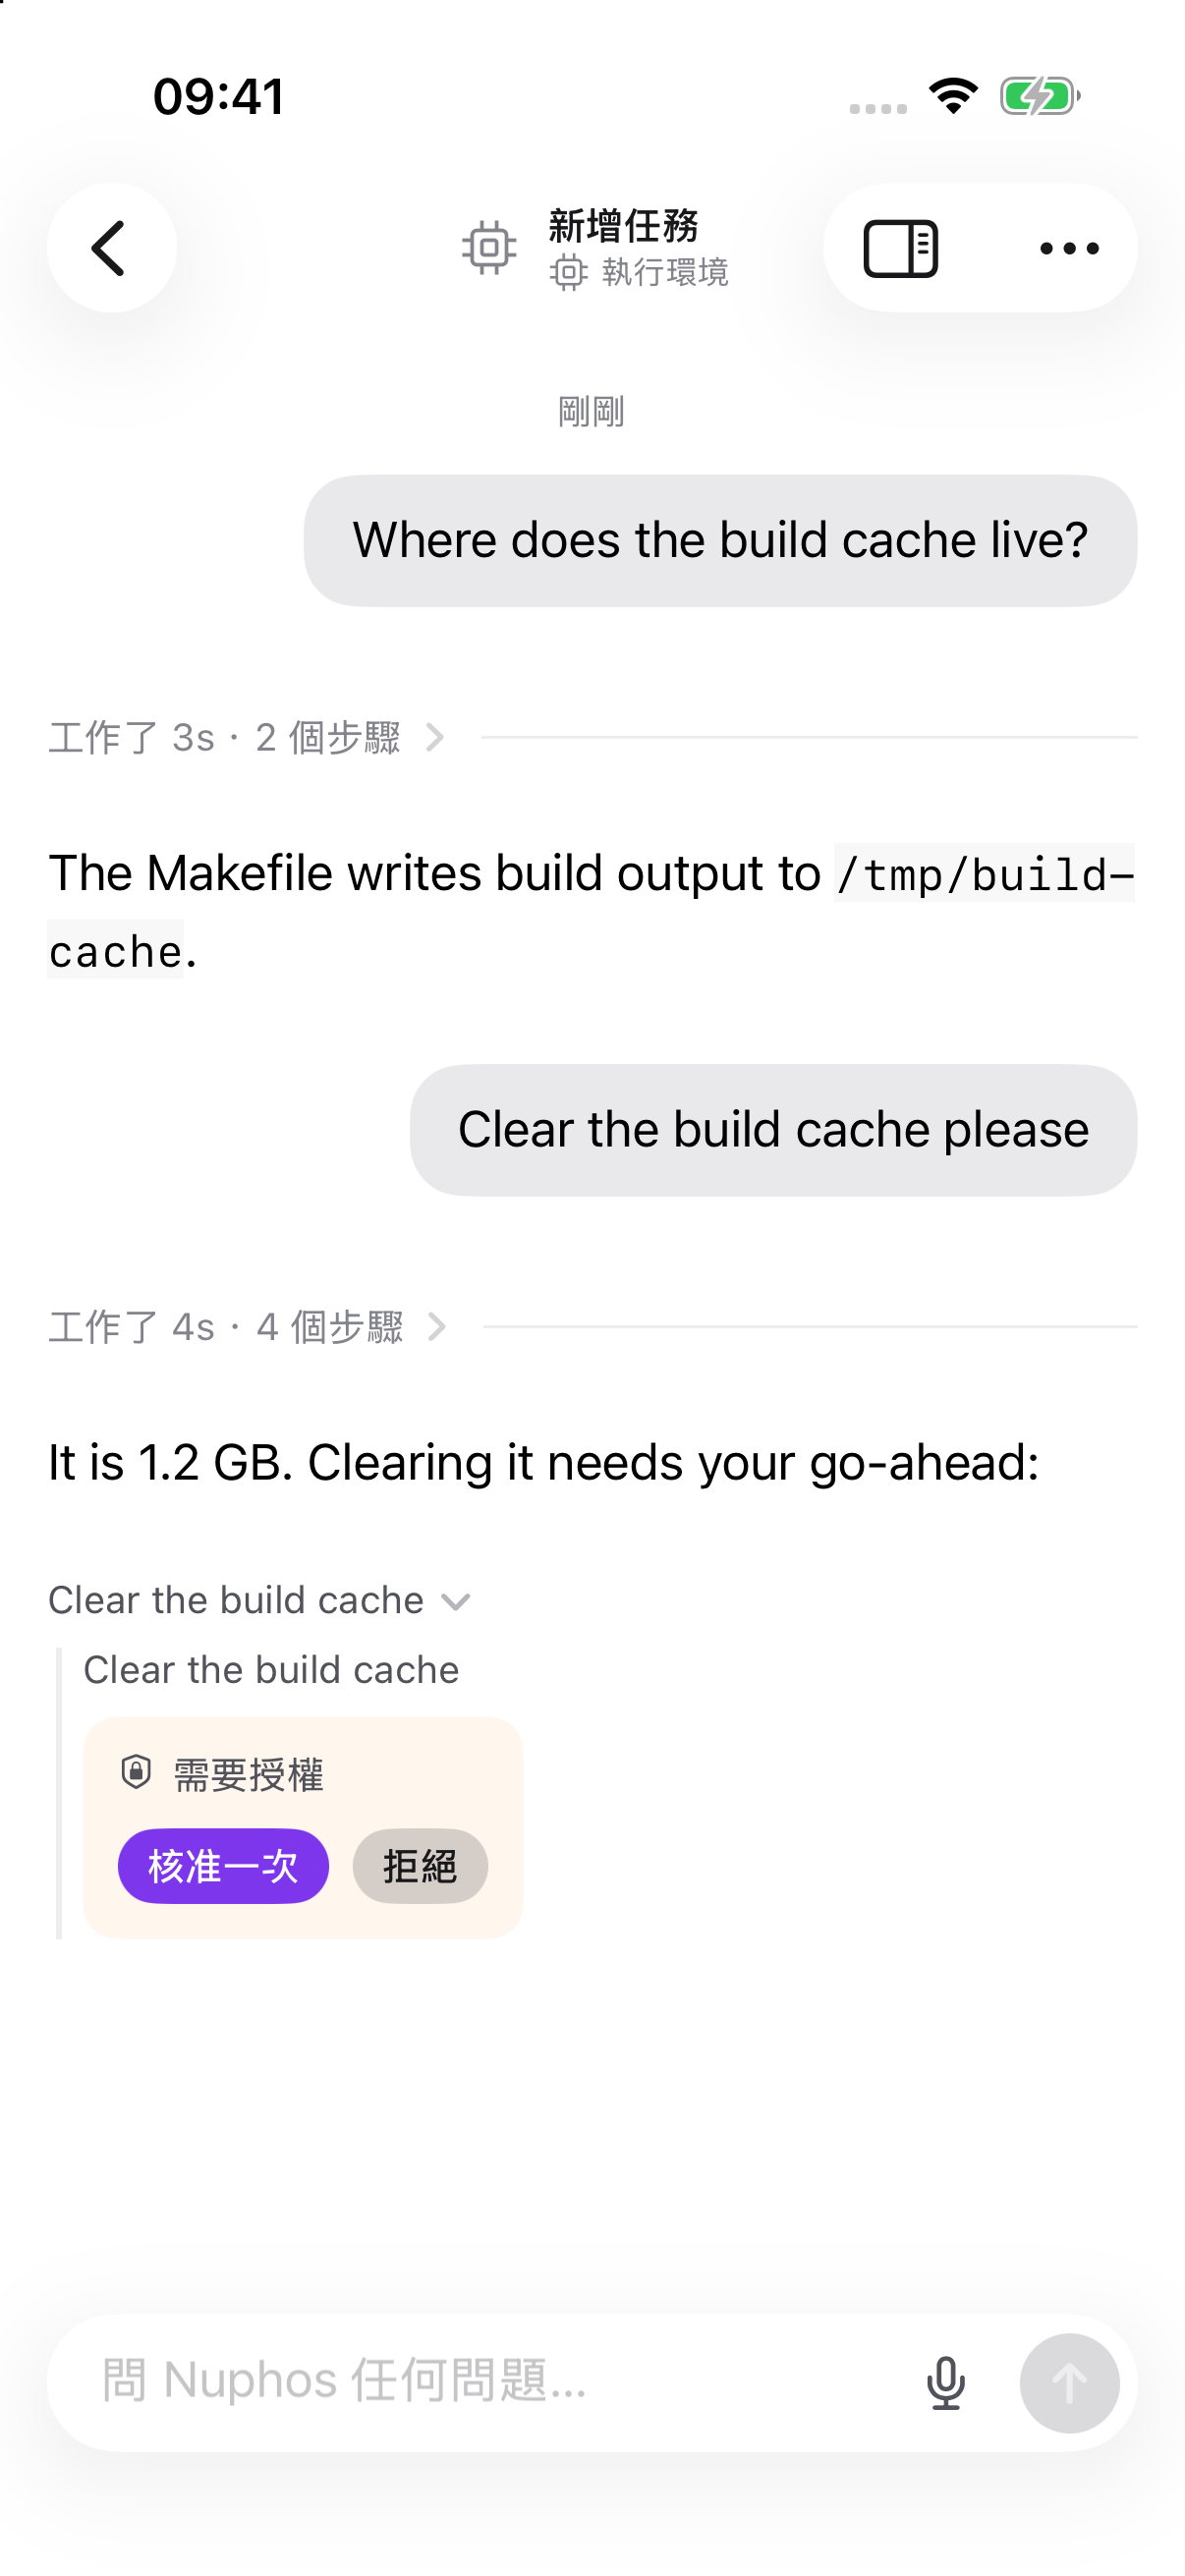 09:41
新增任務
執行環境
剛剛
Where does the build cache live?
工作了 3s · 2 個步驟
The Makefile writes build output to /tmp/build-
cache.
Clear the build cache please
工作了 4s · 4 個步驟
It is 1.2 GB. Clearing it needs your go-ahead:
Clear the build cache
Clear the build cache
需要授權
核准一次 拒絕
問 Nuphos 任何問題...